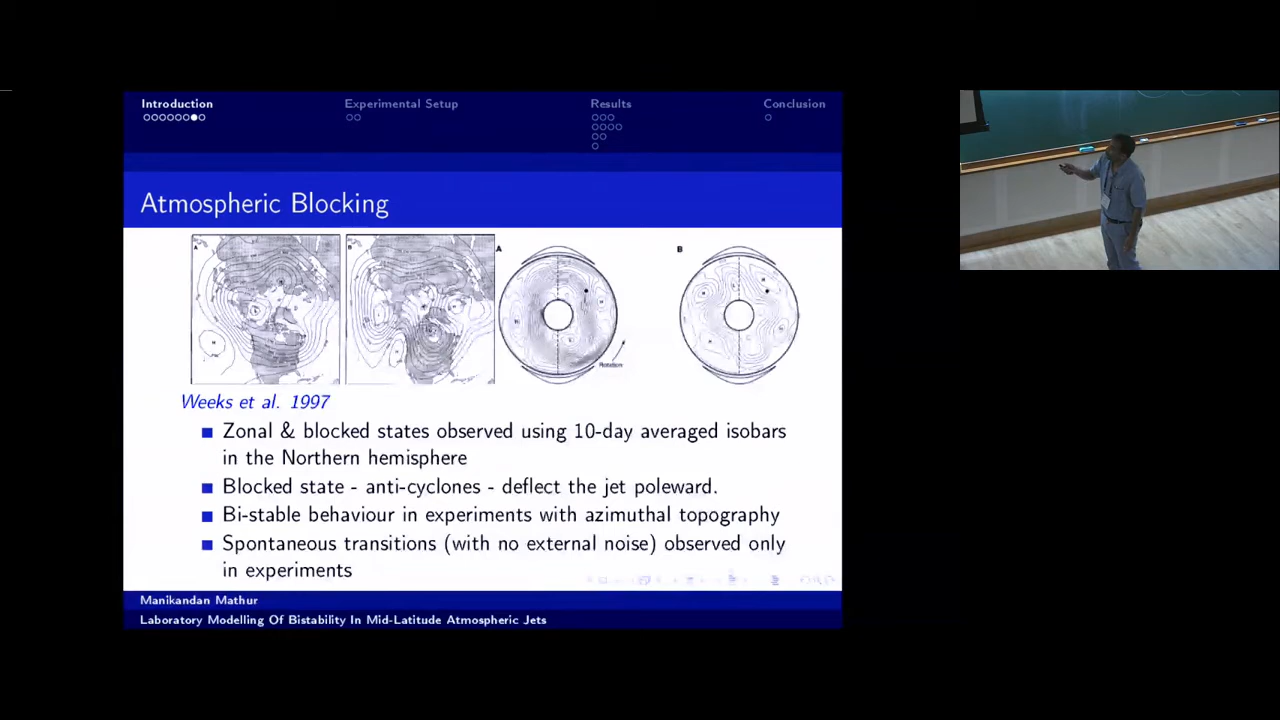 Introduction
Experimental Setup
Results
Conclusion
Atmospheric Blocking
A
B
A
B
Rotation
Weeks et al. 1997
Zonal & blocked states observed using 10-day averaged isobars
in the Northern hemisphere
Blocked state - anti-cyclones - deflect the jet poleward.
Bi-stable behaviour in experiments with azimuthal topography
Spontaneous transitions (with no external noise) observed only
in experiments
Manikandan Mathur
Laboratory Modelling Of Bistability In Mid-Latitude Atmospheric Jets